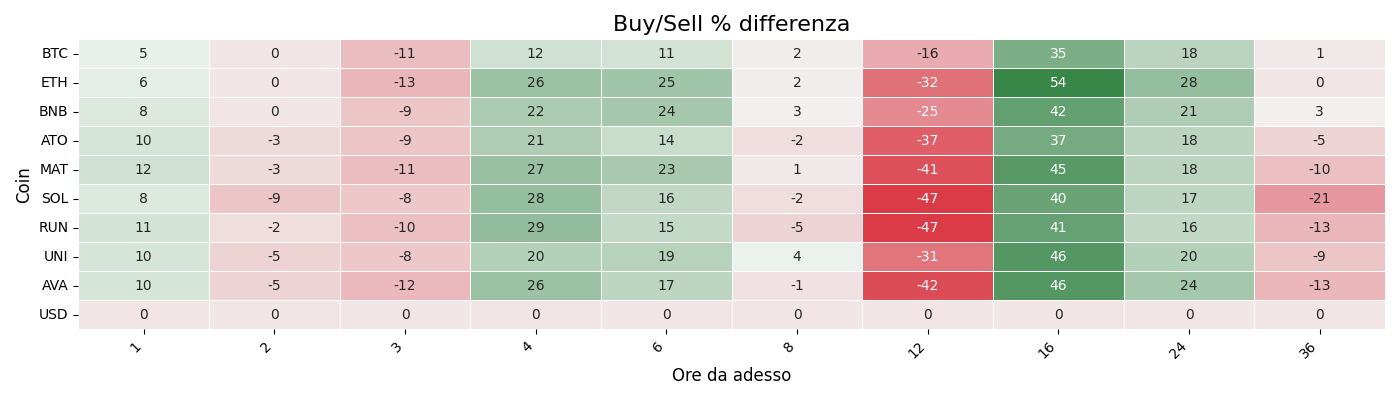 Buy/Sell % differenza
Coin
BTC 5 0 -11 12 11 2 -16 35 18 1
ETH 6 0 -13 26 25 2 -32 54 28 0
BNB 8 0 -9 22 24 3 -25 42 21 3
ATO 10 -3 -9 21 14 -2 -37 37 18 -5
MAT 12 -3 -11 27 23 1 -41 45 18 -10
SOL 8 -9 -8 28 16 -2 -47 40 17 -21
RUN 11 -2 -10 29 15 -5 -47 41 16 -13
UNI 10 -5 -8 20 19 4 -31 46 20 -9
AVA 10 -5 -12 26 17 -1 -42 46 24 -13
USD 0 0 0 0 0 0 0 0 0 0
1 2 3 4 6 8 12 16 24 36
Ore da adesso